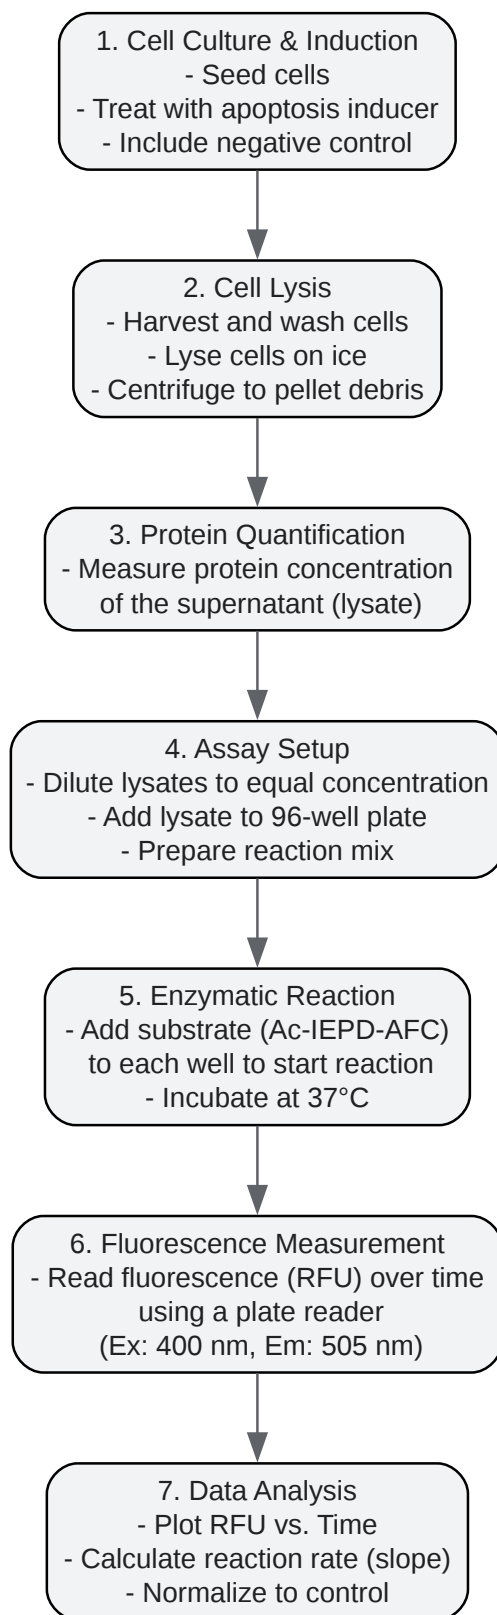 1. Cell Culture & Induction
- Seed cells
- Treat with apoptosis inducer
- Include negative control
2. Cell Lysis
- Harvest and wash cells
- Lyse cells on ice
- Centrifuge to pellet debris
3. Protein Quantification
- Measure protein concentration
of the supernatant (lysate)
4. Assay Setup
- Dilute lysates to equal concentration
- Add lysate to 96-well plate
- Prepare reaction mix
5. Enzymatic Reaction
- Add substrate (Ac-IEPD-AFC)
to each well to start reaction
- Incubate at 37°C
6. Fluorescence Measurement
- Read fluorescence (RFU) over time
using a plate reader
(Ex: 400 nm, Em: 505 nm)
7. Data Analysis
- Plot RFU vs. Time
- Calculate reaction rate (slope)
- Normalize to control